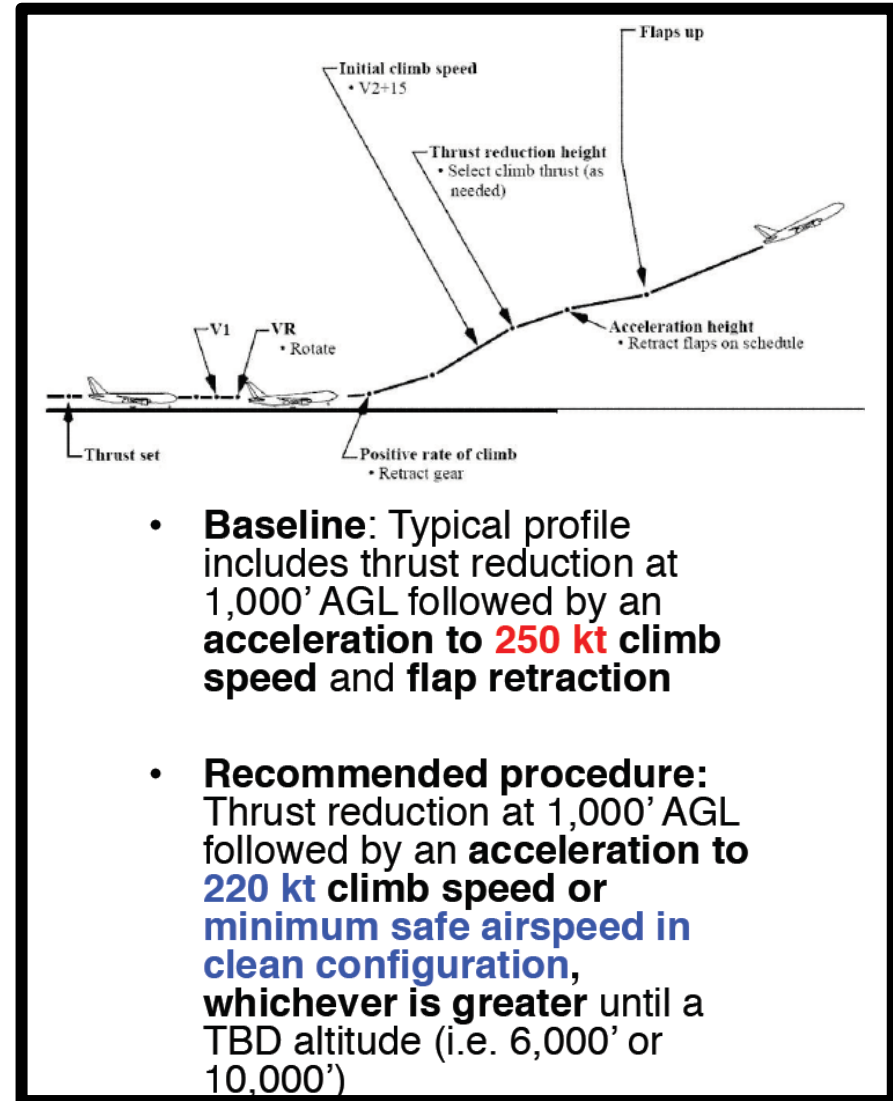 Flaps up
Initial climb speed
• V2+15
Thrust reduction height
• Select climb thrust (as
needed)
V1
VR
• Rotate
Acceleration height
• Retract flaps on schedule
Thrust set
Positive rate of climb
• Retract gear
• Baseline: Typical profile
includes thrust reduction at
1,000’ AGL followed by an
acceleration to 250 kt climb
speed and flap retraction
• Recommended procedure:
Thrust reduction at 1,000’ AGL
followed by an acceleration to
220 kt climb speed or
minimum safe airspeed in
clean configuration,
whichever is greater until a
TBD altitude (i.e. 6,000’ or
10,000’)